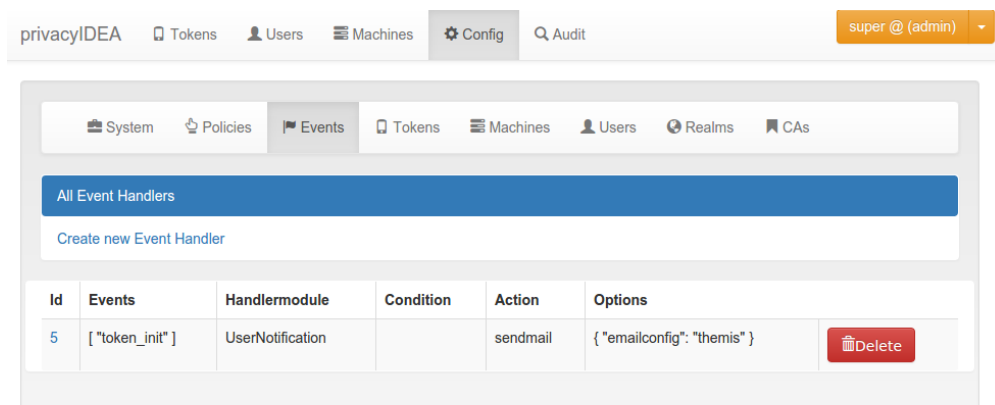 privacyIDEA Tokens Users Machines Config Audit super @ (admin)
System Policies Events Tokens Machines Users Realms CAs
All Event Handlers
Create new Event Handler
Id Events Handlermodule Condition Action Options
5 [ "token_init" ] UserNotification sendmail { "emailconfig": "themis" } Delete